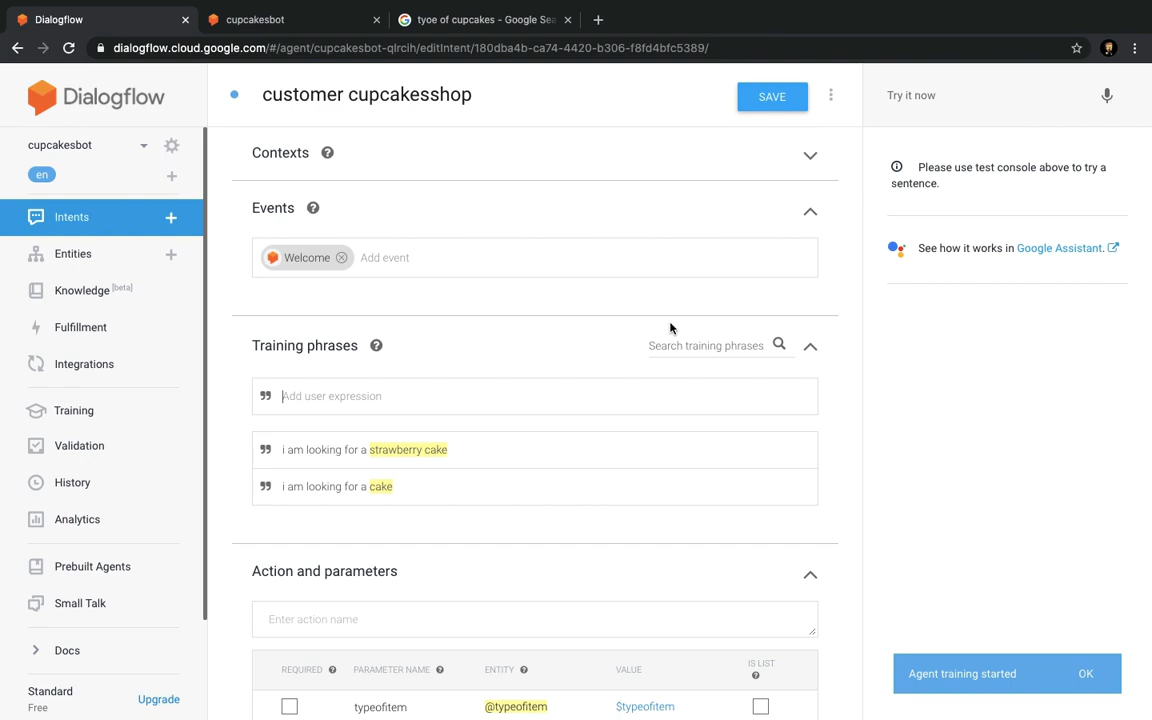 Dialogflow
cupcakesbot
tyoe of cupcakes - Google Sea
dialogflow.cloud.google.com/#/agent/cupcakesbot-qlrcih/editIntent/180dba4b-ca74-4420-b306-f8fd4bfc5389/
Dialogflow
customer cupcakesshop
SAVE
Try it now
cupcakesbot
en
Intents
Entities
Knowledge [beta]
Fulfillment
Integrations
Training
Validation
History
Analytics
Prebuilt Agents
Small Talk
Docs
Standard
Free
Upgrade
Contexts
Events
Welcome Add event
Training phrases
Search training phrases
Add user expression
i am looking for a strawberry cake
i am looking for a cake
Action and parameters
Enter action name
REQUIRED PARAMETER NAME ENTITY VALUE IS LIST
typeofitem @typeofitem $typeofitem
Please use test console above to try a
sentence.
See how it works in Google Assistant.
Agent training started OK